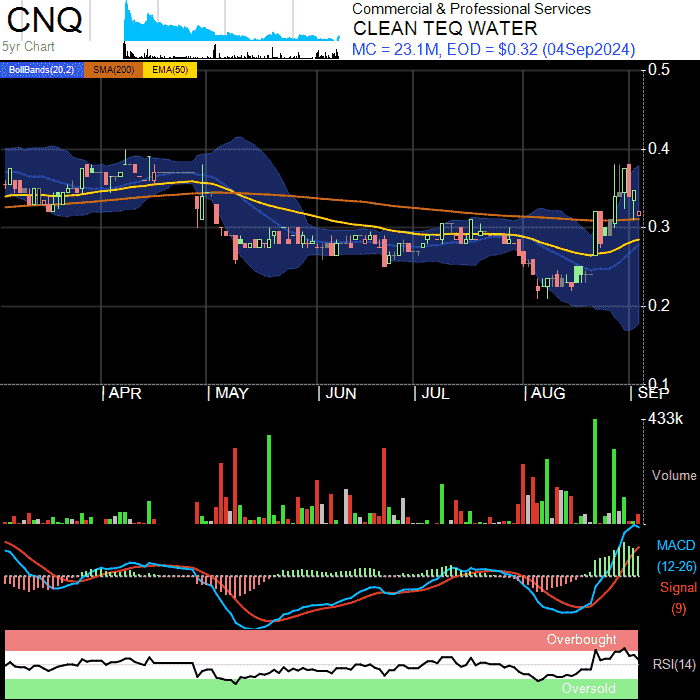 CNQ
5yr Chart
Commercial & Professional Services
CLEAN TEQ WATER
MC = 23.1M, EOD = $0.32 (04Sep2024)
BollBands(20,2) SMA(200) EMA(50)
0.5
0.4
0.3
0.2
0.1
APR MAY JUN JUL AUG SEP
433k
Volume
MACD
(12-26)
Signal
(9)
Overbought
RSI(14)
Oversold